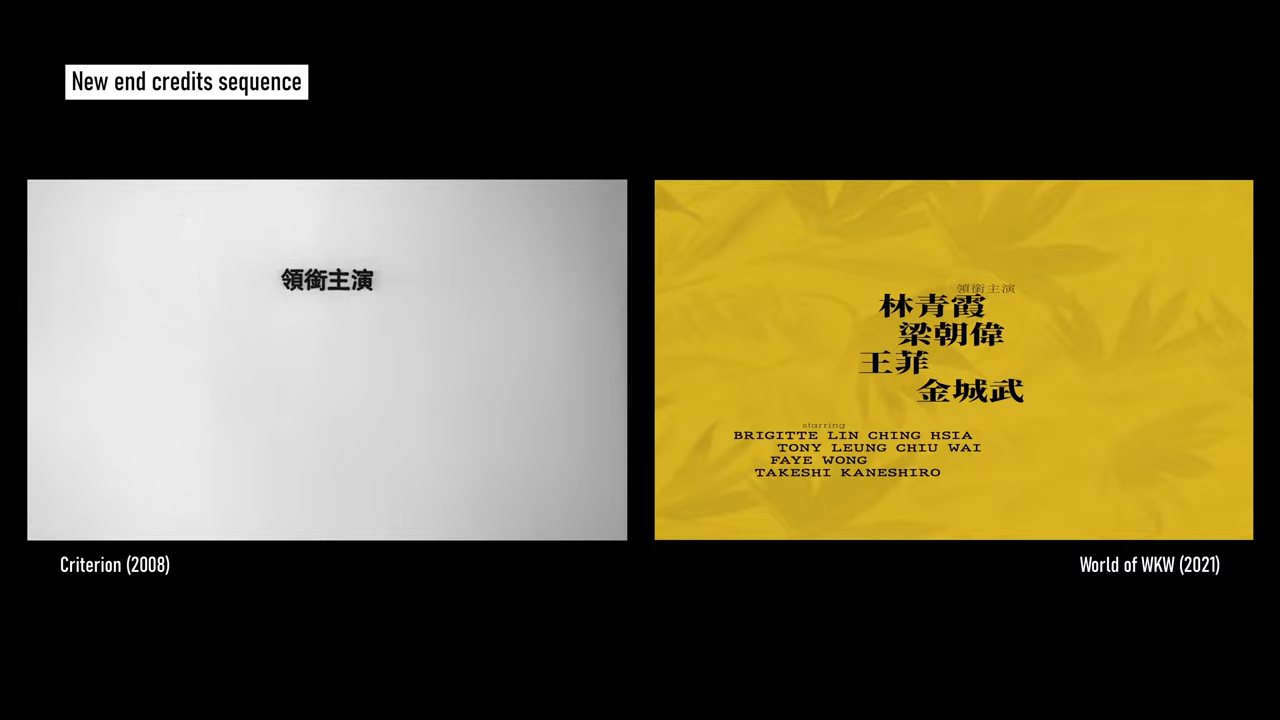 New end credits sequence
領銜主演
領銜主演
林青霞
梁朝偉
王菲
金城武
starring
BRIGITTE LIN CHING HSIA
TONY LEUNG CHIU WAI
FAYE WONG
TAKESHI KANESHIRO
Criterion (2008)
World of WKW (2021)